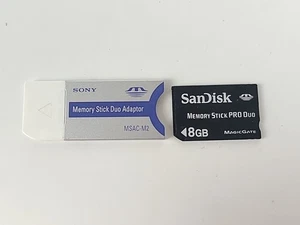 SONY
Memory Stick Duo Adaptor
MSAC-M2
SanDisk
MEMORY STICK PRO DUO
8GB
MAGICGATE